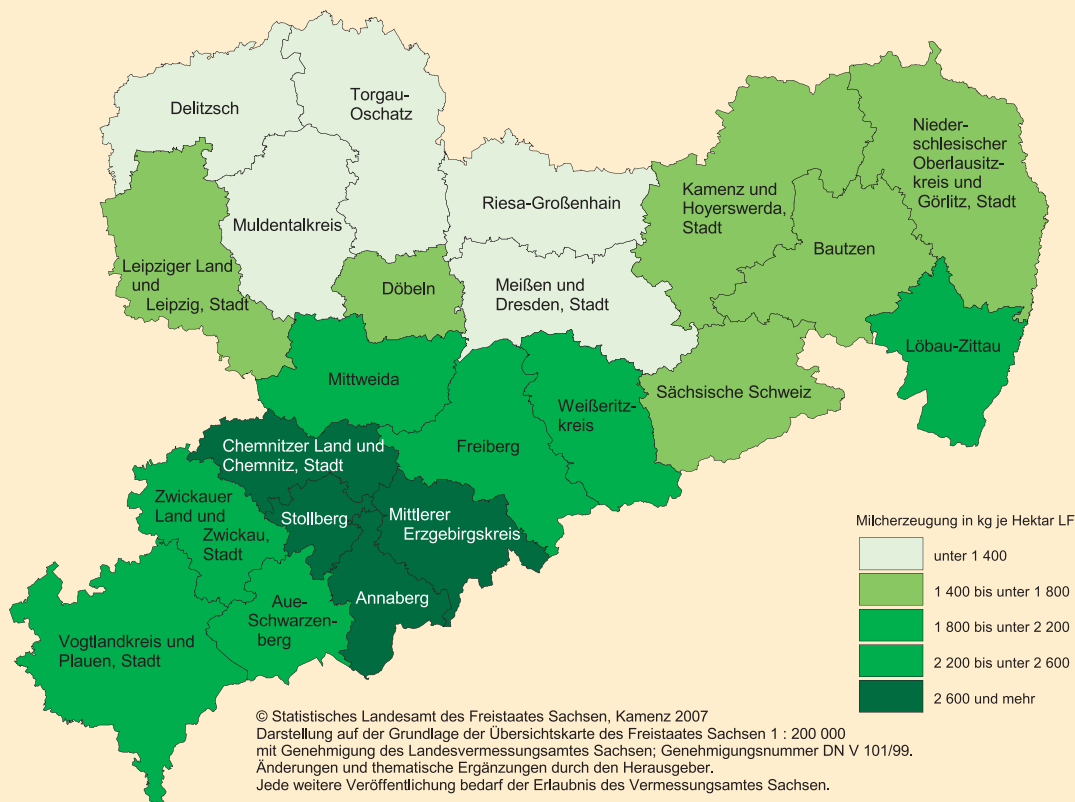 Delitzsch
Torgau-
Oschatz
Nieder-
schlesischer
Oberlausitz-
kreis und
Görlitz, Stadt
Riesa-Großenhain
Kamenz und
Hoyerswerda,
Stadt
Muldentalkreis
Bautzen
Leipziger Land
und
Leipzig, Stadt
Döbeln
Meißen und
Dresden, Stadt
Löbau-Zittau
Mittweida
Sächsische Schweiz
Weißeritz-
kreis
Freiberg
Chemnitzer Land und
Chemnitz, Stadt
Zwickauer
Land und
Zwickau,
Stadt
Stollberg
Mittlerer
Erzgebirgskreis
Annaberg
Aue-
Schwarzen-
berg
Vogtlandkreis und
Plauen, Stadt
Milcherzeugung in kg je Hektar LF
unter 1 400
1 400 bis unter 1 800
1 800 bis unter 2 200
2 200 bis unter 2 600
2 600 und mehr
© Statistisches Landesamt des Freistaates Sachsen, Kamenz 2007
Darstellung auf der Grundlage der Übersichtskarte des Freistaates Sachsen 1 : 200 000
mit Genehmigung des Landesvermessungsamtes Sachsen; Genehmigungsnummer DN V 101/99.
Änderungen und thematische Ergänzungen durch den Herausgeber.
Jede weitere Veröffentlichung bedarf der Erlaubnis des Vermessungsamtes Sachsen.